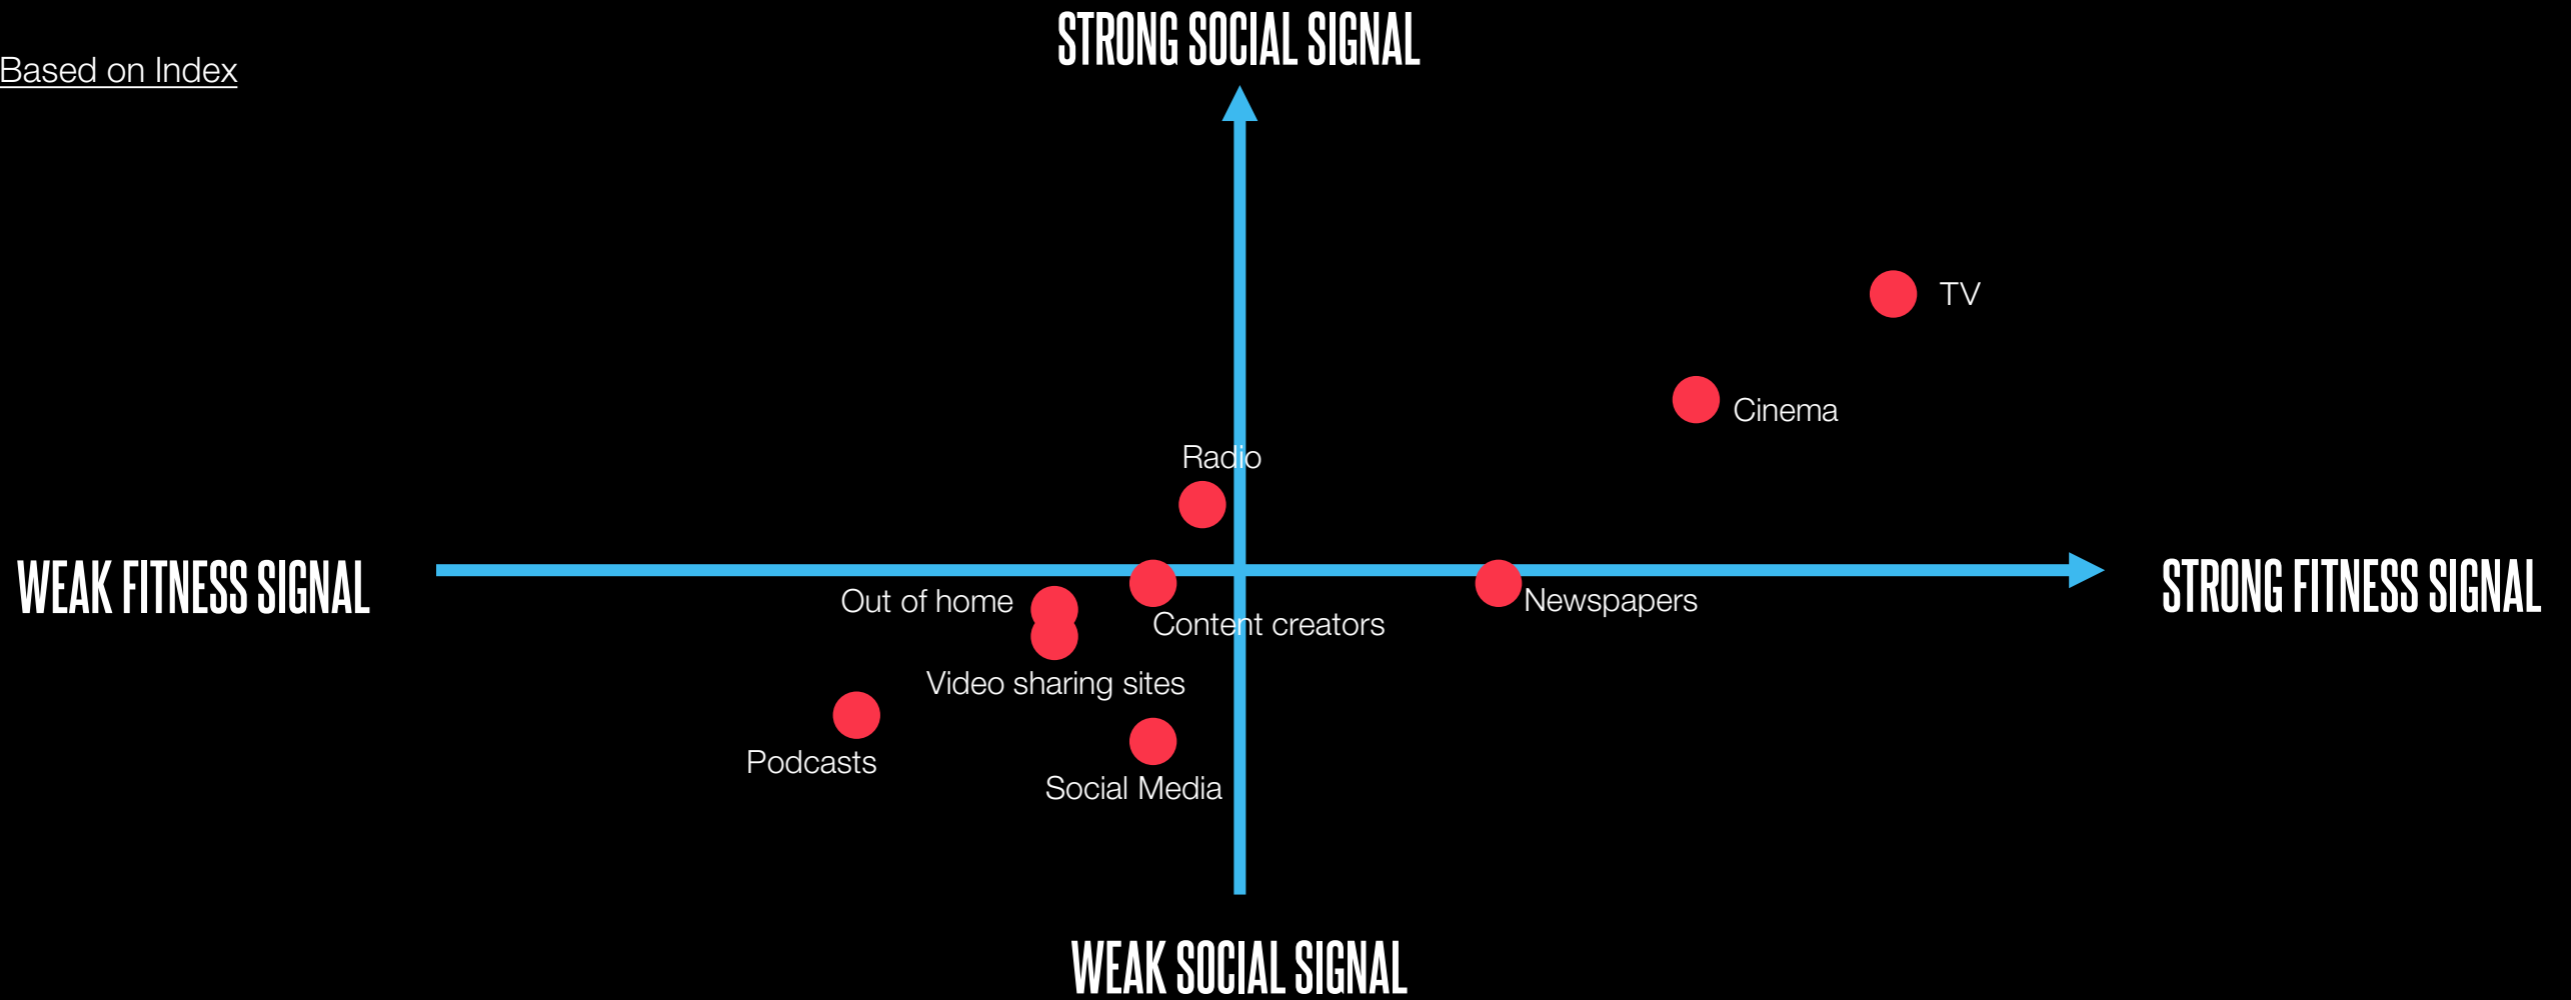 STRONG SOCIAL SIGNAL
Based on Index
TV
Cinema
Radio
WEAK FITNESS SIGNAL
STRONG FITNESS SIGNAL
Out of home
Newspapers
Content creators
Video sharing sites
Podcasts
Social Media
WEAK SOCIAL SIGNAL